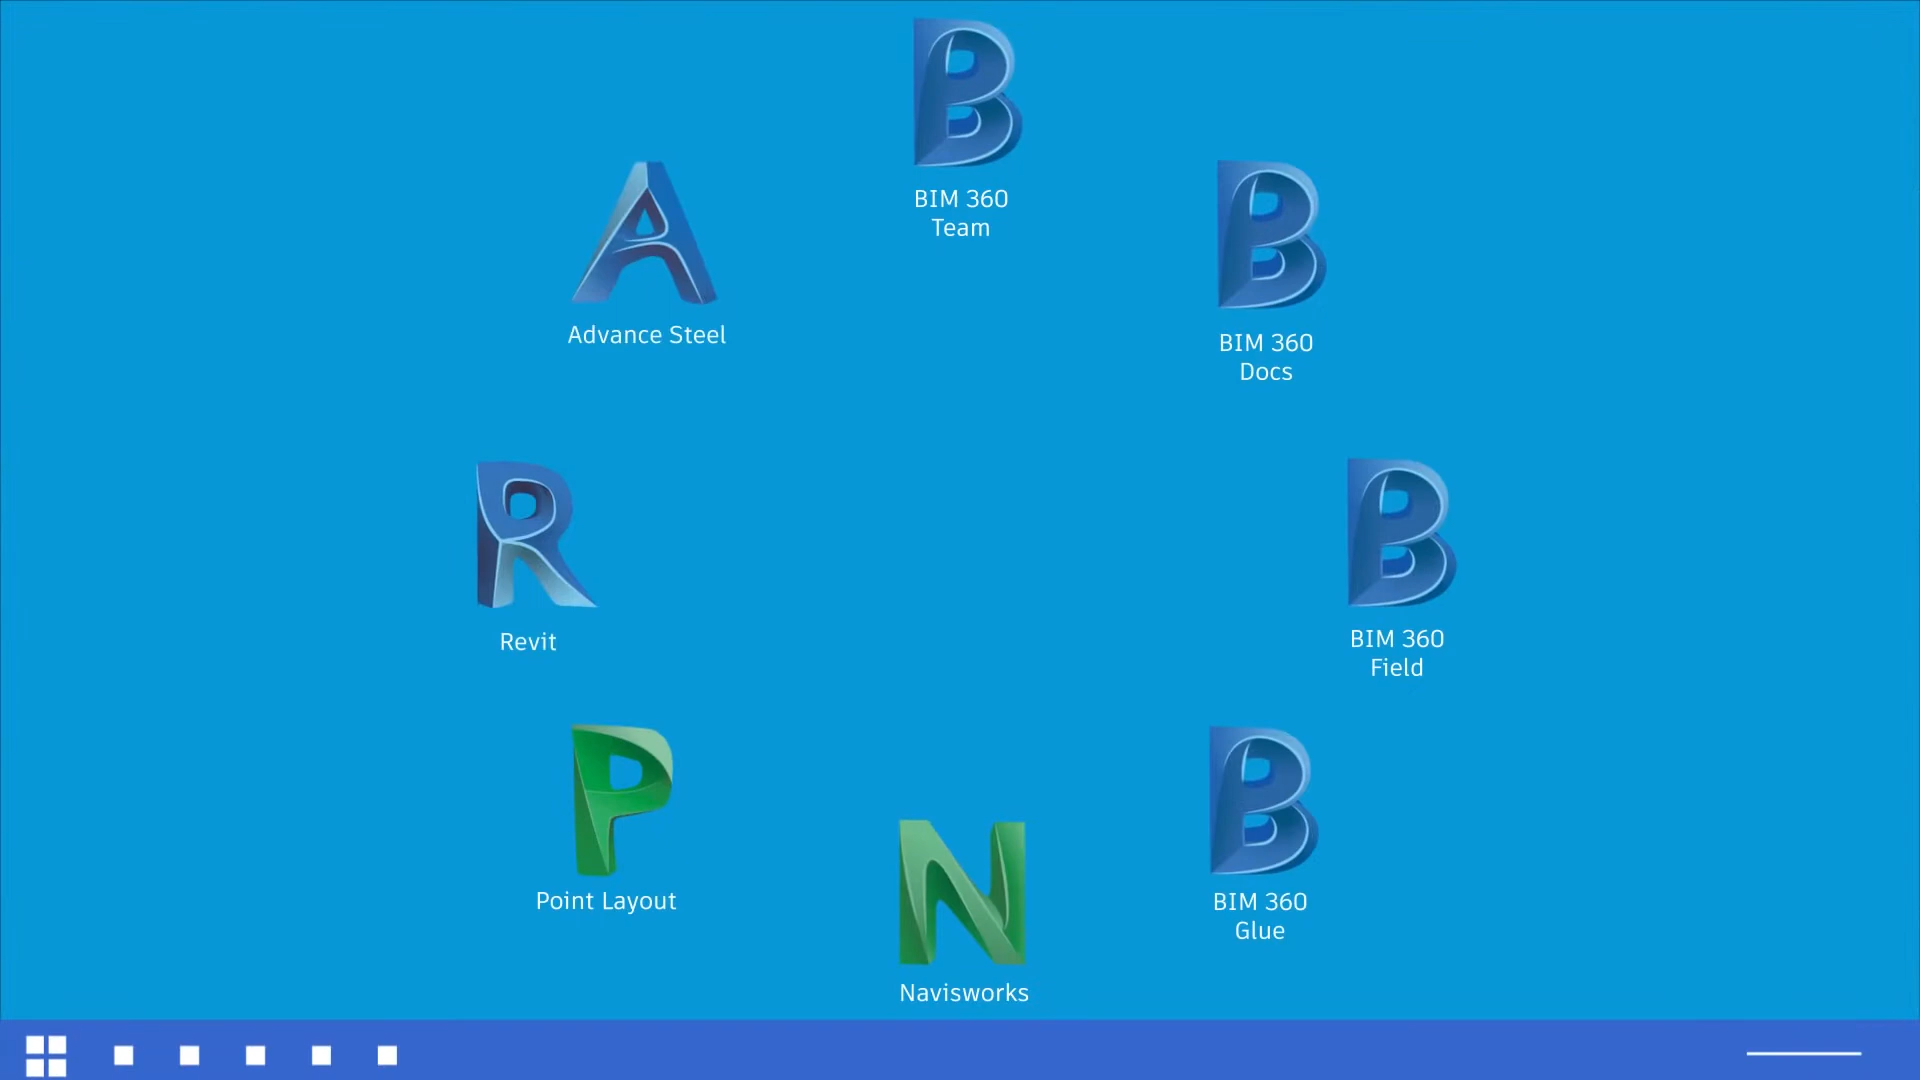 B
BIM 360
Team
A
Advance Steel
B
BIM 360
Docs
R
Revit
B
BIM 360
Field
P
Point Layout
B
BIM 360
Glue
N
Navisworks